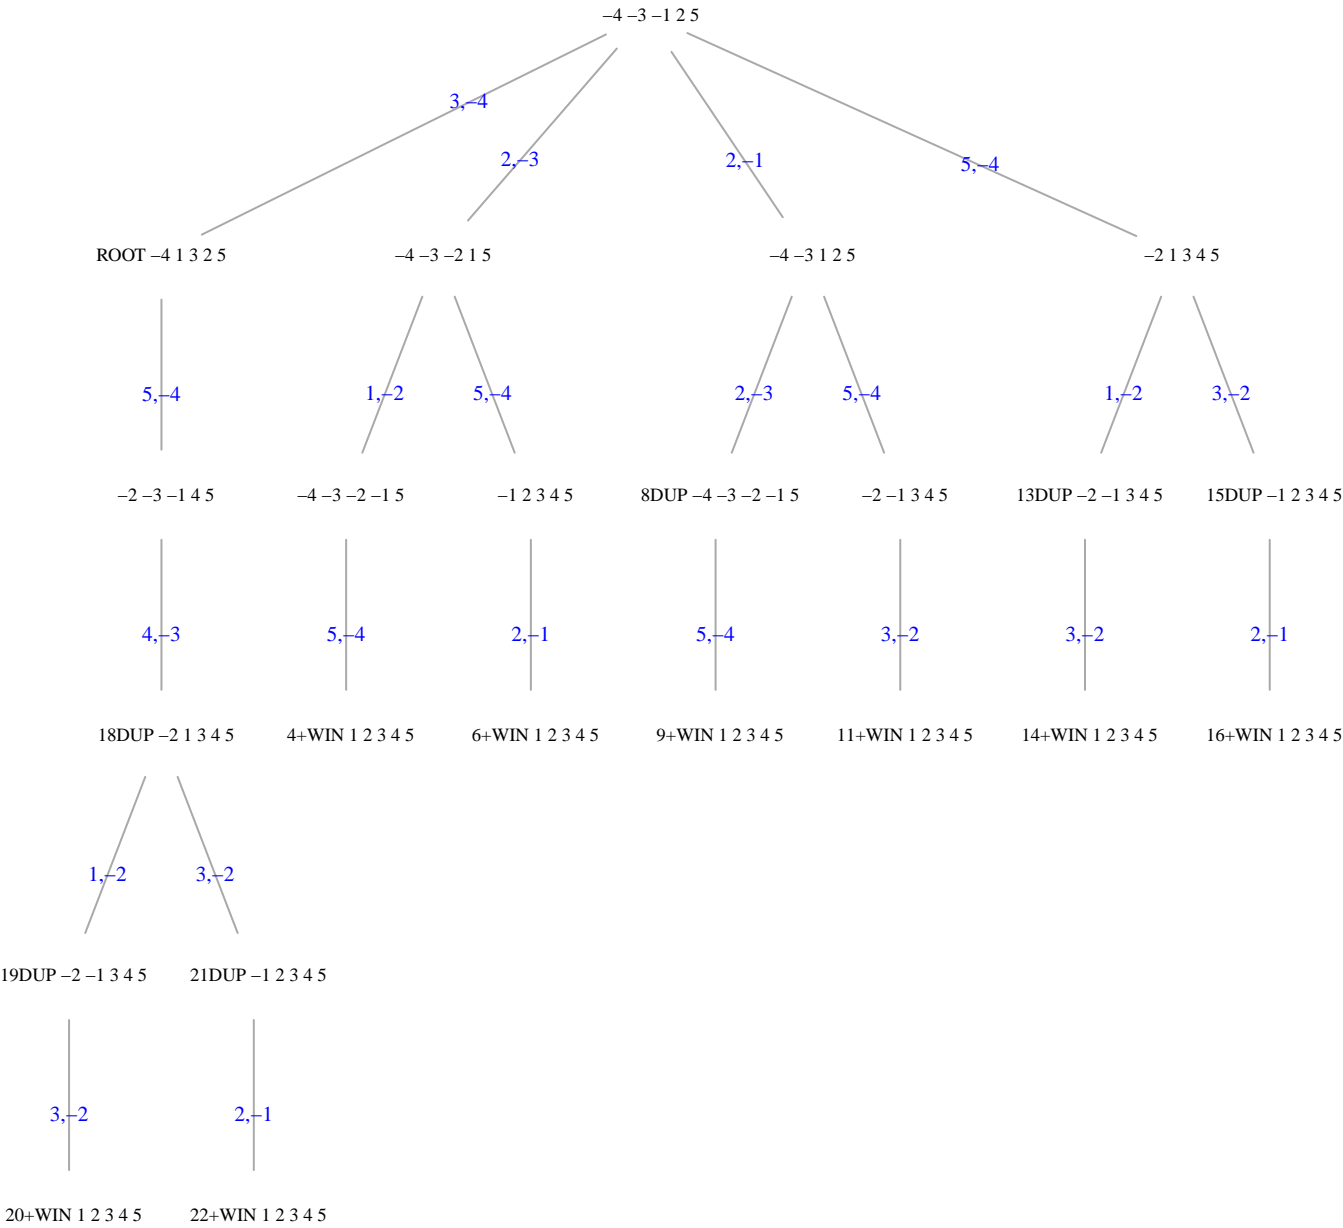 –4 –3 –1 2 5
3,–4
2,–3
2,–1
5,–4
ROOT –4 1 3 2 5
–4 –3 –2 1 5
–4 –3 1 2 5
–2 1 3 4 5
5,–4
1,–2
5,–4
2,–3
5,–4
1,–2
3,–2
–2 –3 –1 4 5
–4 –3 –2 –1 5
–1 2 3 4 5
8DUP –4 –3 –2 –1 5
–2 –1 3 4 5
13DUP –2 –1 3 4 5
15DUP –1 2 3 4 5
4,–3
5,–4
2,–1
5,–4
3,–2
3,–2
2,–1
18DUP –2 1 3 4 5
4+WIN 1 2 3 4 5
6+WIN 1 2 3 4 5
9+WIN 1 2 3 4 5
11+WIN 1 2 3 4 5
14+WIN 1 2 3 4 5
16+WIN 1 2 3 4 5
1,–2
3,–2
19DUP –2 –1 3 4 5
21DUP –1 2 3 4 5
3,–2
2,–1
20+WIN 1 2 3 4 5
22+WIN 1 2 3 4 5